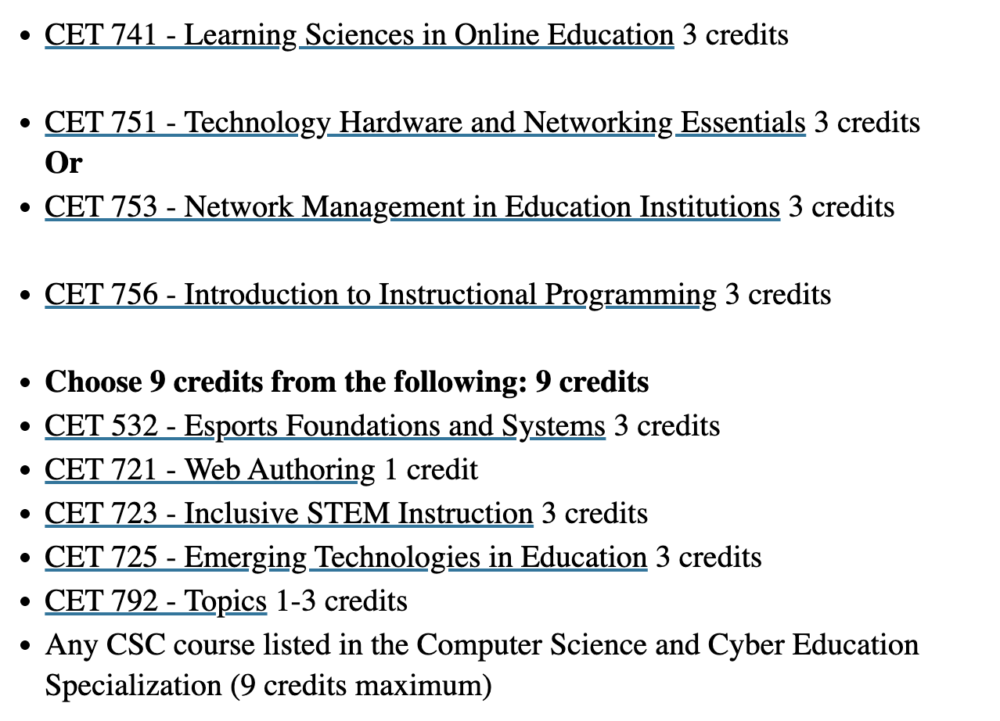 • CET 741 - Learning Sciences in Online Education 3 credits
• CET 751 - Technology Hardware and Networking Essentials 3 credits
Or
• CET 753 - Network Management in Education Institutions 3 credits
• CET 756 - Introduction to Instructional Programming 3 credits
• Choose 9 credits from the following: 9 credits
• CET 532 - Esports Foundations and Systems 3 credits
• CET 721 - Web Authoring 1 credit
• CET 723 - Inclusive STEM Instruction 3 credits
• CET 725 - Emerging Technologies in Education 3 credits
• CET 792 - Topics 1-3 credits
• Any CSC course listed in the Computer Science and Cyber Education
Specialization (9 credits maximum)